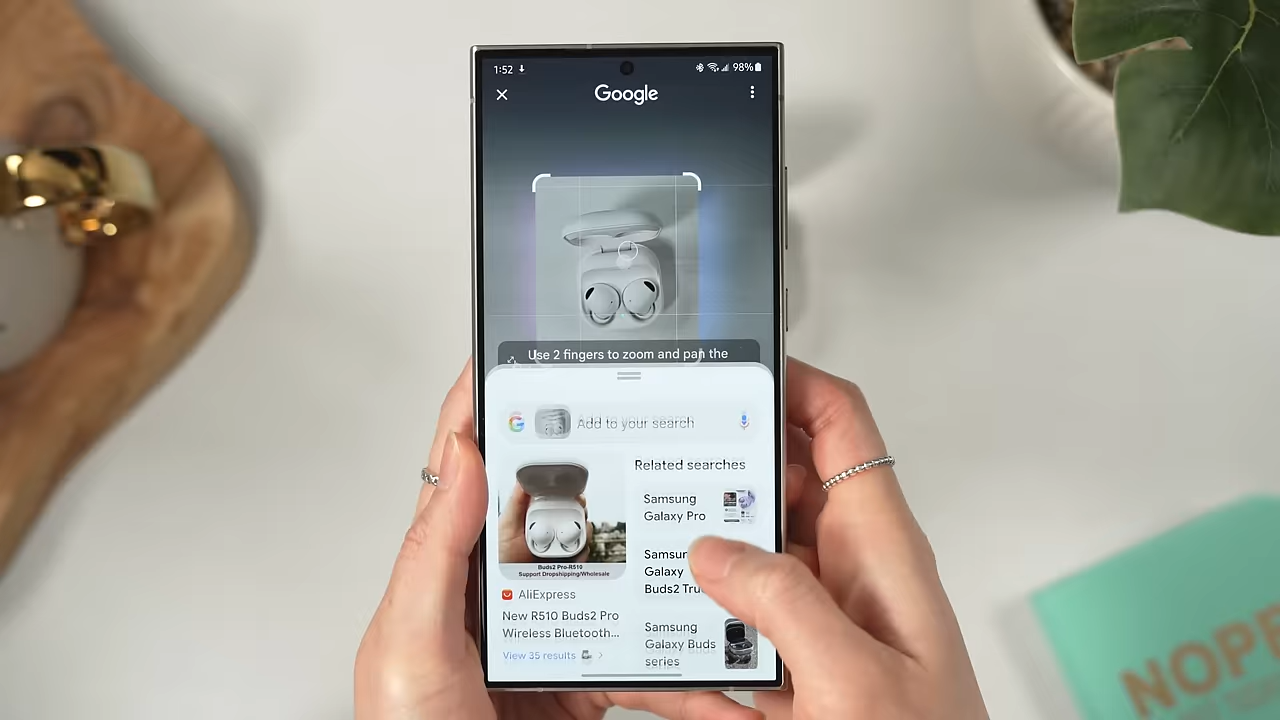 1:52
98%
Google
Use 2 fingers to zoom and pan the
Add to your search
Buds2 Pro-R510
Support Dropshipping/Wholesale
AliExpress
New R510 Buds2 Pro
Wireless Bluetooth...
View 35 results
Related searches
Samsung
Galaxy Pro
Samsun
Galaxy
Buds2 Tru
Samsung
Galaxy Buds
series
NOPE